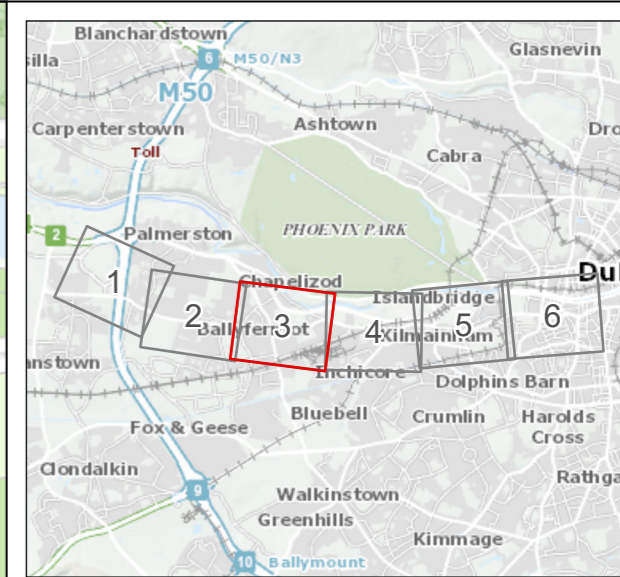 Blanchardstown
silla
6
M50/N3
Glasnevin
M50
Carpenterstown
Ashtown
Dro
Toll
Cabra
2
Palmerston
PHOENIX PARK
Du
1
Chapelizod
Islandbridge
2
Ballyfermot
3
4
Kilmainham
5
6
nstown
Inchicore
Dolphins Barn
Bluebell
Crumlin
Harolds
Cross
Fox & Geese
Clondalkin
Rathga
9
Walkinstown
Greenhills
Kimmage
10
Ballymount